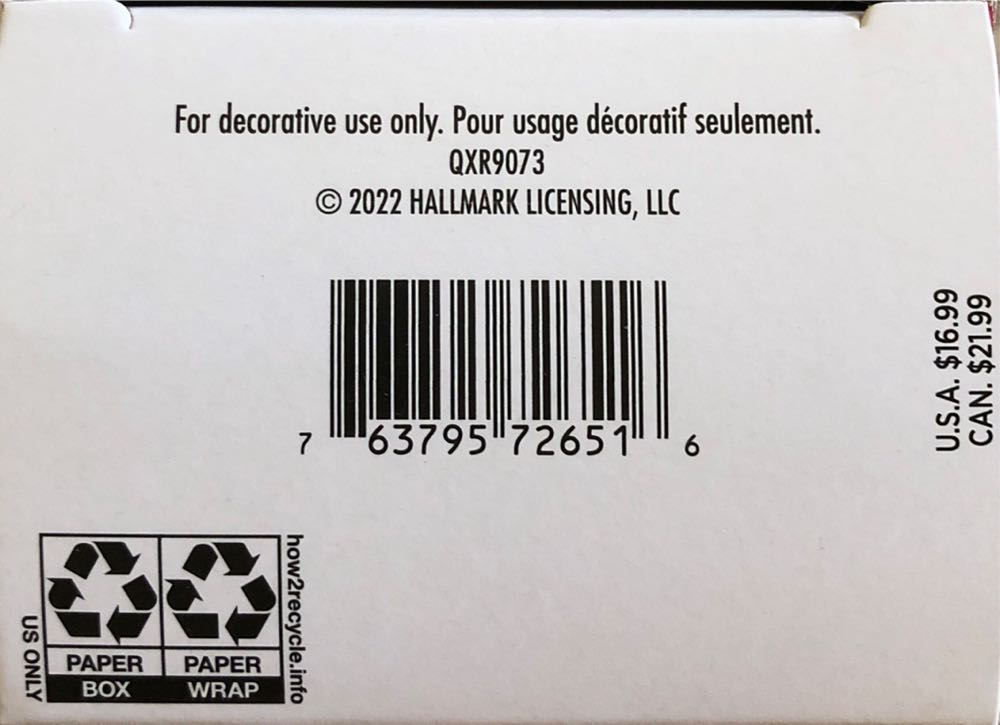 For decorative use only. Pour usage décoratif seulement.
QXR9073
© 2022 HALLMARK LICENSING, LLC
7 63795 72651 6
U.S.A. $16.99
CAN. $21.99
US ONLY
PAPER
BOX
PAPER
WRAP
how2recycle.info